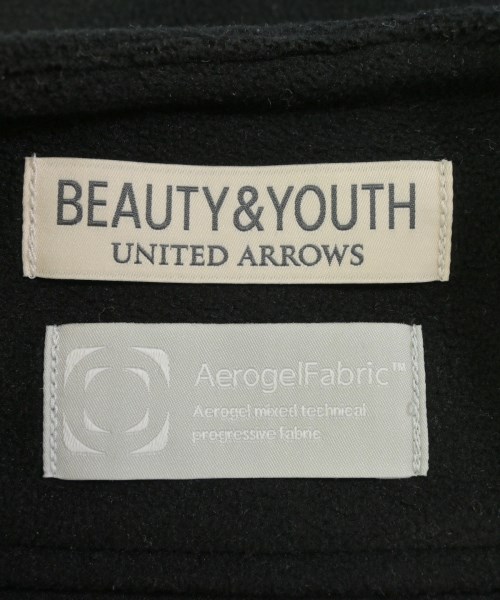 BEAUTY&YOUTH
UNITED ARROWS
AerogelFabric™
Aerogel mixed technical
progressive fabric